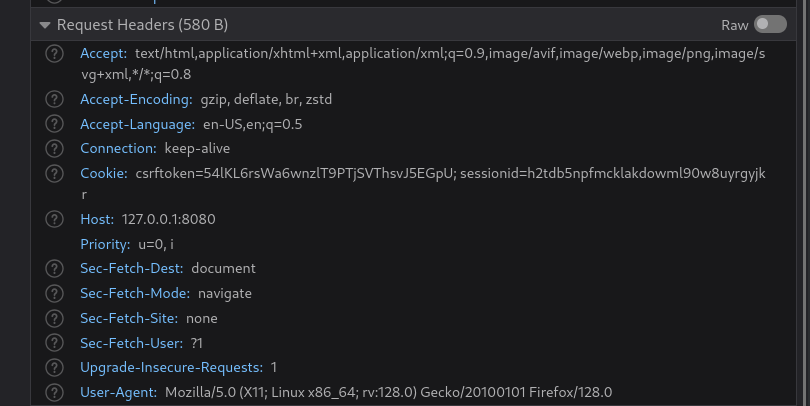 Request Headers (580 B)
Raw
Accept: text/html,application/xhtml+xml,application/xml;q=0.9,image/avif,image/webp,image/png,image/s
vg+xml,*/*;q=0.8
Accept-Encoding: gzip, deflate, br, zstd
Accept-Language: en-US,en;q=0.5
Connection: keep-alive
Cookie: csrftoken=54lKL6rsWa6wnzlT9PTjSVThsvJ5EGpU; sessionid=h2tdb5npfmcklakdowml90w8uyrgyjk
r
Host: 127.0.0.1:8080
Priority: u=0, i
Sec-Fetch-Dest: document
Sec-Fetch-Mode: navigate
Sec-Fetch-Site: none
Sec-Fetch-User: ?1
Upgrade-Insecure-Requests: 1
User-Agent: Mozilla/5.0 (X11; Linux x86_64; rv:128.0) Gecko/20100101 Firefox/128.0